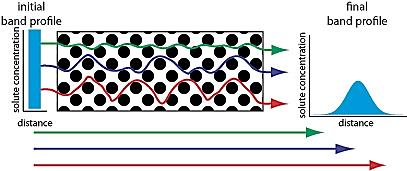 initial
band profile
solute concentration
distance
final
band profile
solute concentration
distance